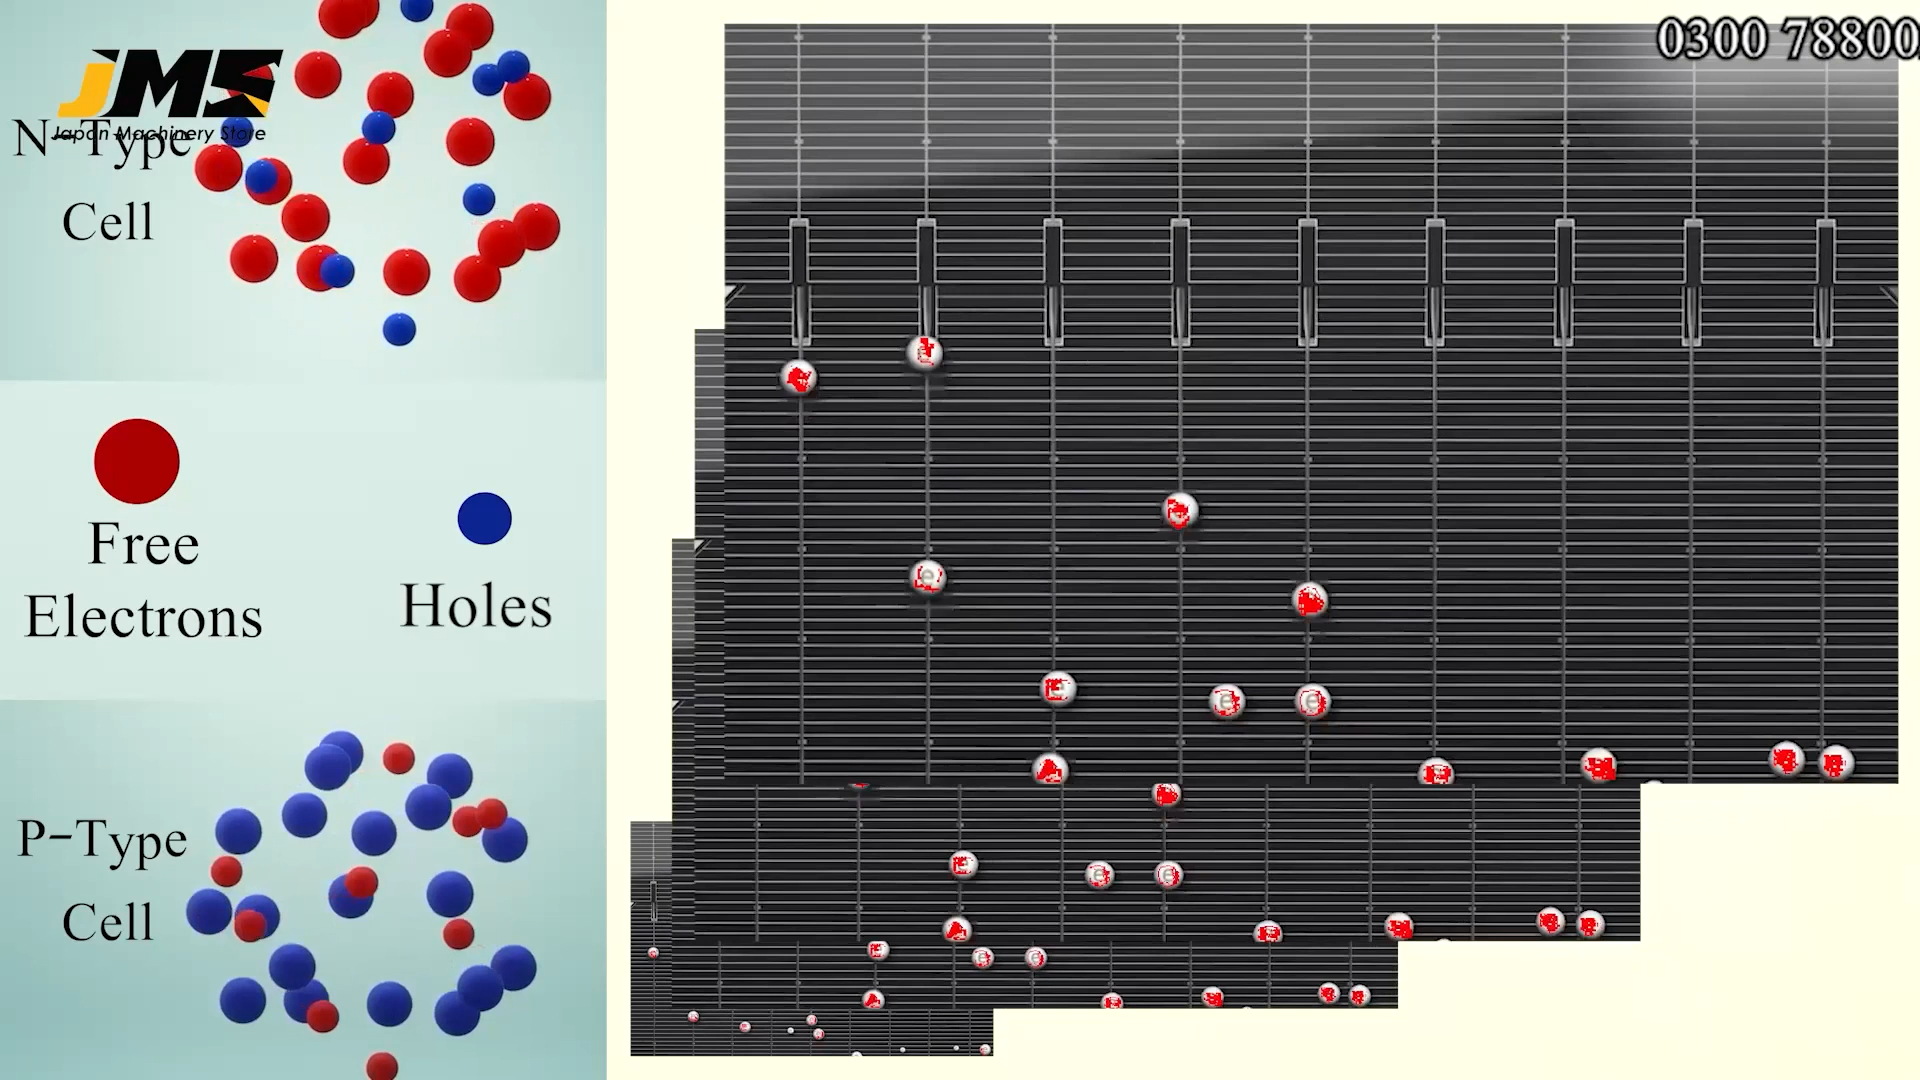 JMS
Japan Machinery Store
N-Type
Cell
Free
Electrons
Holes
P-Type
Cell
0300 78800
e
e
e
e
e